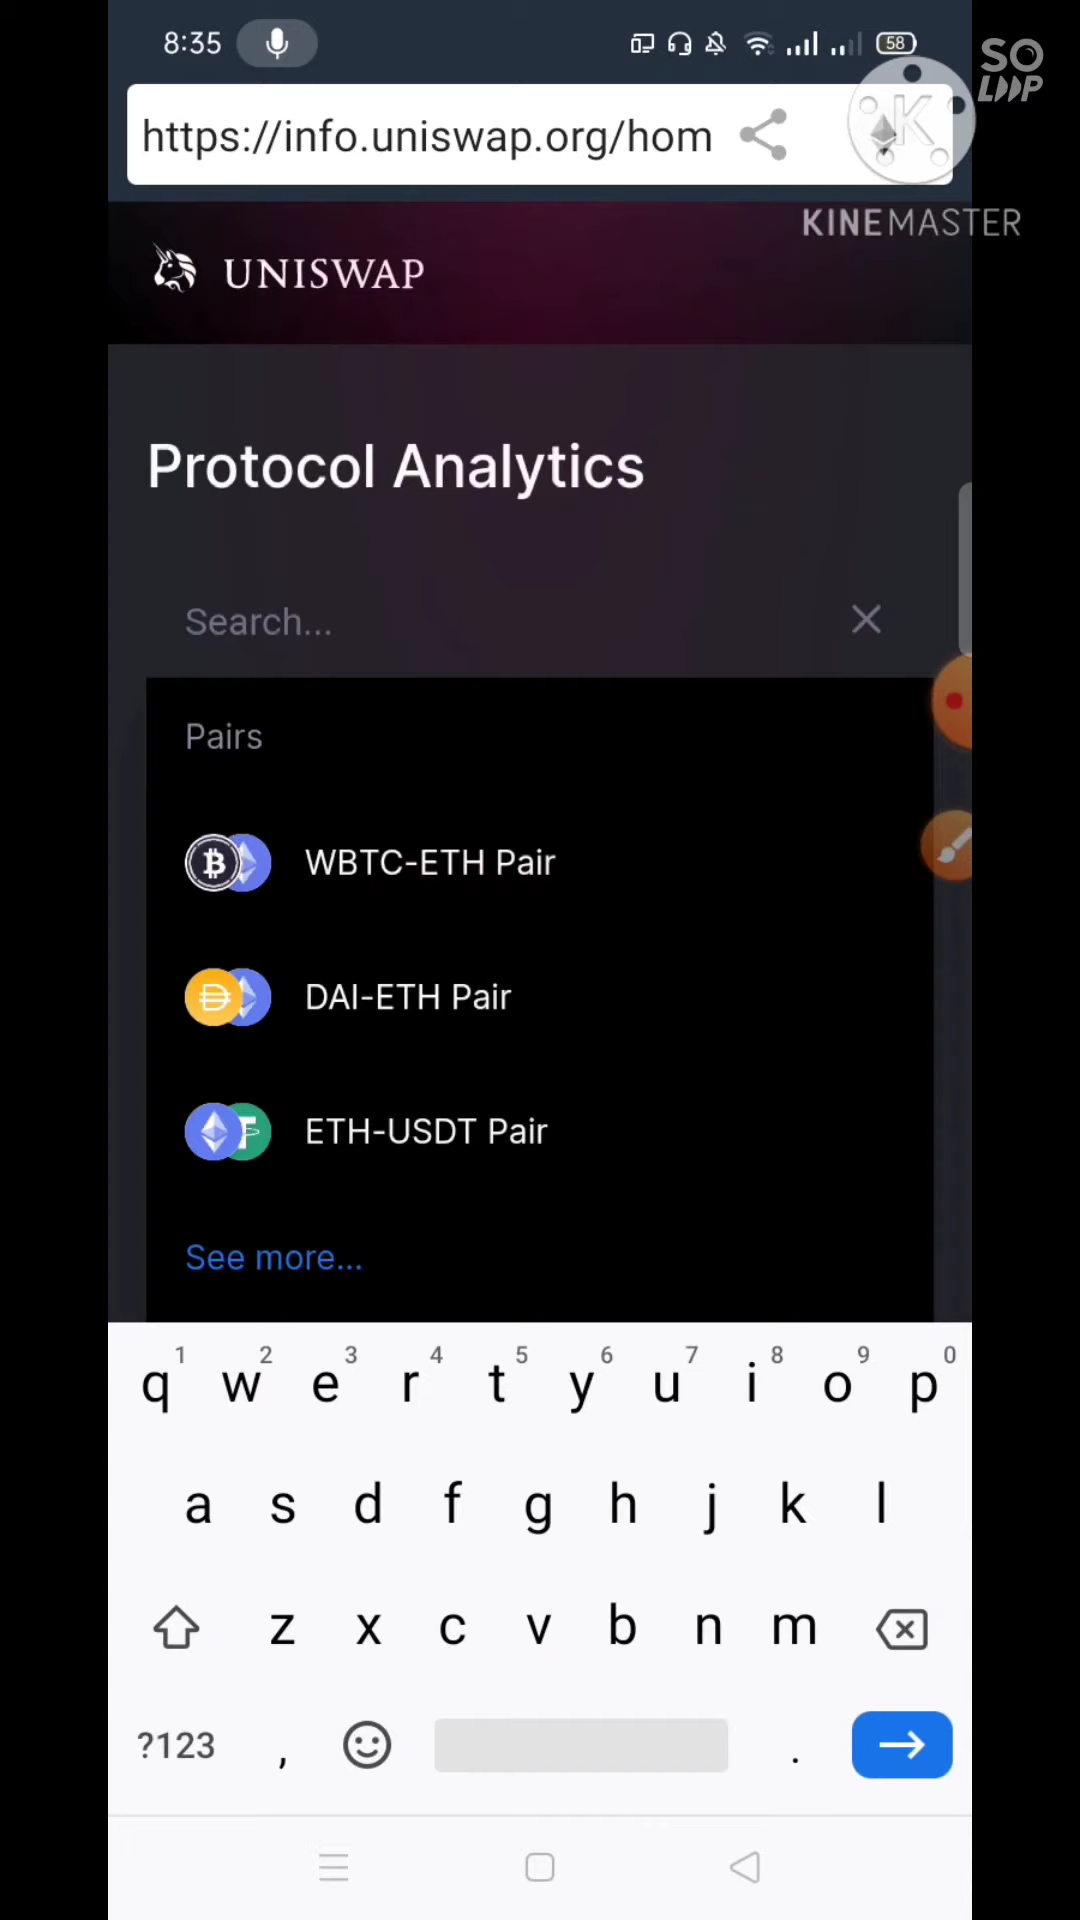 8:35
58
SO
LOOP
https://info.uniswap.org/hom
K
KINEMASTER
UNISWAP
Protocol Analytics
Search...
Pairs
WBTC-ETH Pair
DAI-ETH Pair
ETH-USDT Pair
See more...
1 2 3 4 5 6 7 8 9 0
q w e r t y u i o p
a s d f g h j k l
z x c v b n m
?123 , .